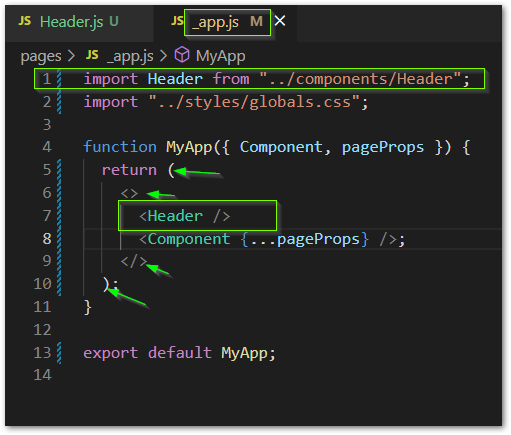 JS Header.js U JS _app.js M ×
pages > JS _app.js > MyApp
1 import Header from "../components/Header";
2 import "../styles/globals.css";
3
4 function MyApp({ Component, pageProps }) {
5 return (
6 <>
7 <Header />
8 <Component {...pageProps} />;
9 </>
10 );
11 }
12
13 export default MyApp;
14